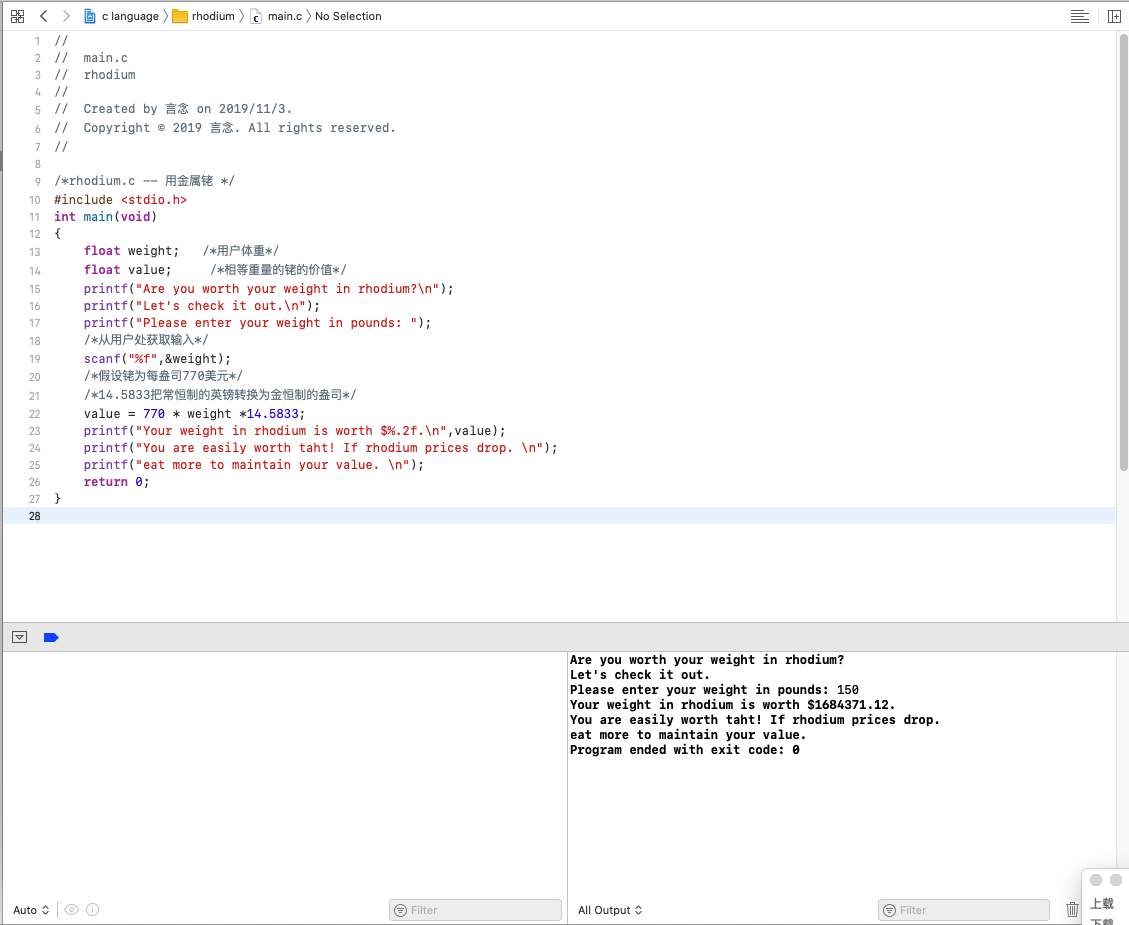 c language 〉 rhodium 〉 main.c 〉 No Selection
1 //
2 //  main.c
3 //  rhodium
4 //
5 //  Created by 言念 on 2019/11/3.
6 //  Copyright © 2019 言念. All rights reserved.
7 //
8
9 /*rhodium.c -- 用金属铑 */
10 #include <stdio.h>
11 int main(void)
12 {
13     float weight;   /*用户体重*/
14     float value;     /*相等重量的铑的价值*/
15     printf("Are you worth your weight in rhodium?\n");
16     printf("Let's check it out.\n");
17     printf("Please enter your weight in pounds: ");
18     /*从用户处获取输入*/
19     scanf("%f",&weight);
20     /*假设铑为每盎司770美元*/
21     /*14.5833把常恒制的英镑转换为金恒制的盎司*/
22     value = 770 * weight *14.5833;
23     printf("Your weight in rhodium is worth $%.2f.\n",value);
24     printf("You are easily worth taht! If rhodium prices drop. \n");
25     printf("eat more to maintain your value. \n");
26     return 0;
27 }
28
Are you worth your weight in rhodium?
Let's check it out.
Please enter your weight in pounds: 150
Your weight in rhodium is worth $1684371.12.
You are easily worth taht! If rhodium prices drop.
eat more to maintain your value.
Program ended with exit code: 0
Auto
Filter
All Output
Filter
上载